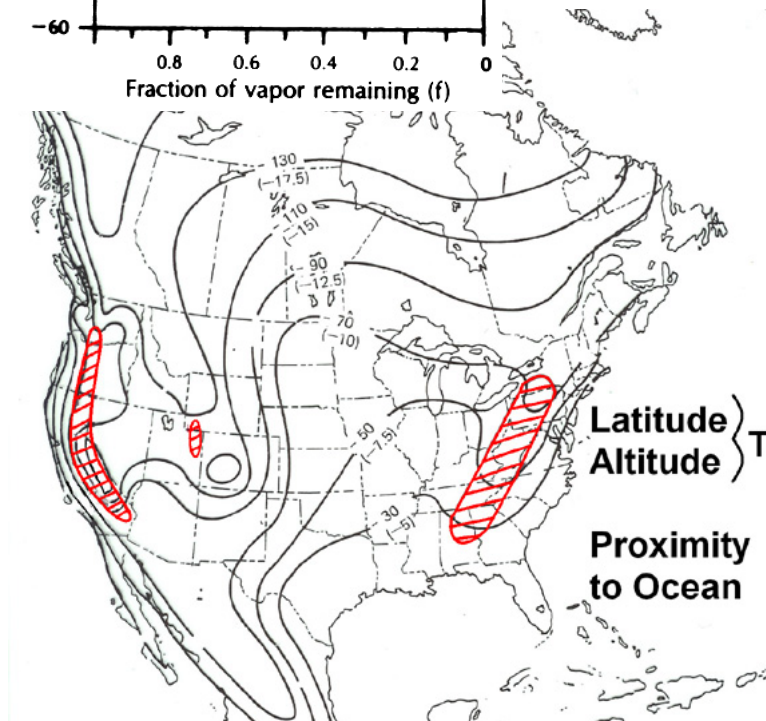 −60
0.8 0.6 0.4 0.2 0
Fraction of vapor remaining (f)
130
(−17.5)
110
(−15)
90
(−12.5)
70
(−10)
50
(−7.5)
30
(−5)
Latitude
Altitude
T
Proximity
to Ocean